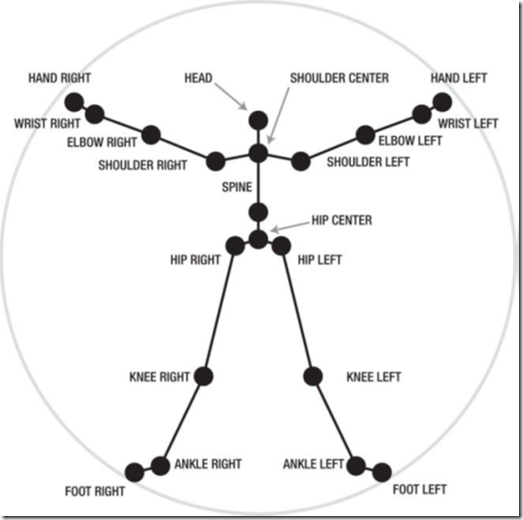 HAND RIGHT
HEAD
SHOULDER CENTER
HAND LEFT
WRIST RIGHT
WRIST LEFT
ELBOW RIGHT
ELBOW LEFT
SHOULDER RIGHT
SHOULDER LEFT
SPINE
HIP CENTER
HIP RIGHT
HIP LEFT
KNEE RIGHT
KNEE LEFT
ANKLE RIGHT
ANKLE LEFT
FOOT RIGHT
FOOT LEFT